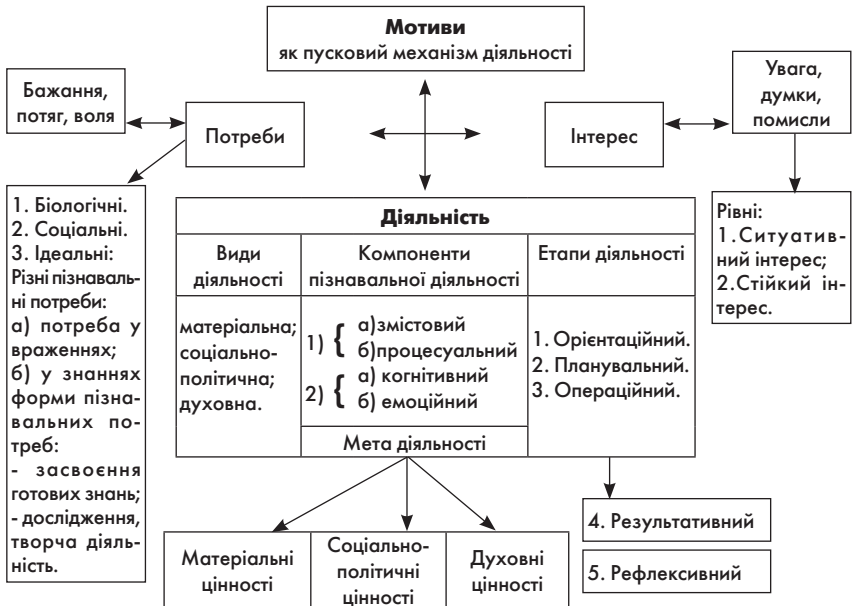 Мотиви
як пусковий механізм діяльності
Бажання,
потяг, воля
Потреби
Інтерес
Увага,
думки,
помисли
1. Біологічні.
2. Соціальні.
3. Ідеальні:
Різні пізнаваль-
ні потреби:
а) потреба у
враженнях;
б) у знаннях
форми пізна-
вальних по-
треб:
- засвоєння
готових знань;
- дослідження,
творча діяль-
ність.
Діяльність
Види
діяльності
Компоненти
пізнавальної діяльності
Етапи діяльності
матеріальна;
соціально-
політична;
духовна.
1) { а)змістовий
б)процесуальний
2) { а) когнітивний
б) емоційний
1. Орієнтаційний.
2. Планувальний.
3. Операційний.
Мета діяльності
Рівні:
1.Ситуатив-
ний інтерес;
2.Стійкий ін-
терес.
Матеріальні
цінності
Соціально-
політичні
цінності
Духовні
цінності
4. Результативний
5. Рефлексивний